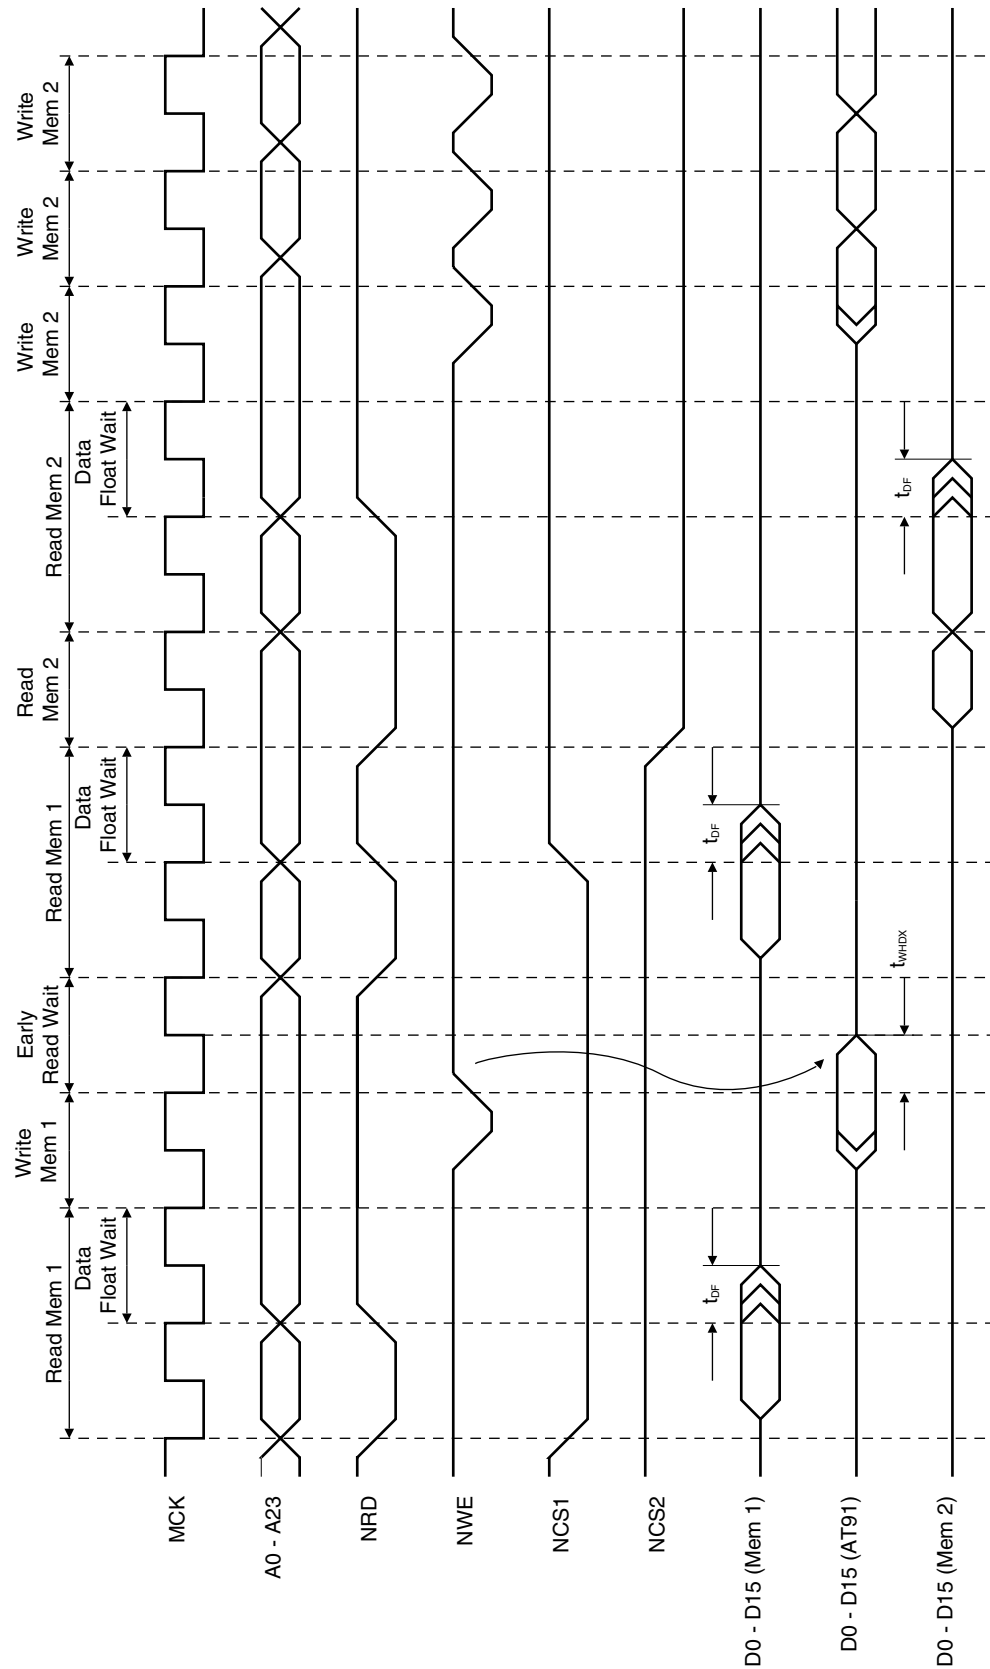 Read Mem 1
Write
Mem 1
Early
Read Wait
Read Mem 1
Read
Mem 2
Read Mem 2
Write
Mem 2
Write
Mem 2
Write
Mem 2
Data
Float Wait
Data
Float Wait
Data
Float Wait
MCK
A0 - A23
NRD
NWE
NCS1
NCS2
D0 - D15 (Mem 1)
tDF
tDF
D0 - D15 (AT91)
tWHDX
D0 - D15 (Mem 2)
tDF